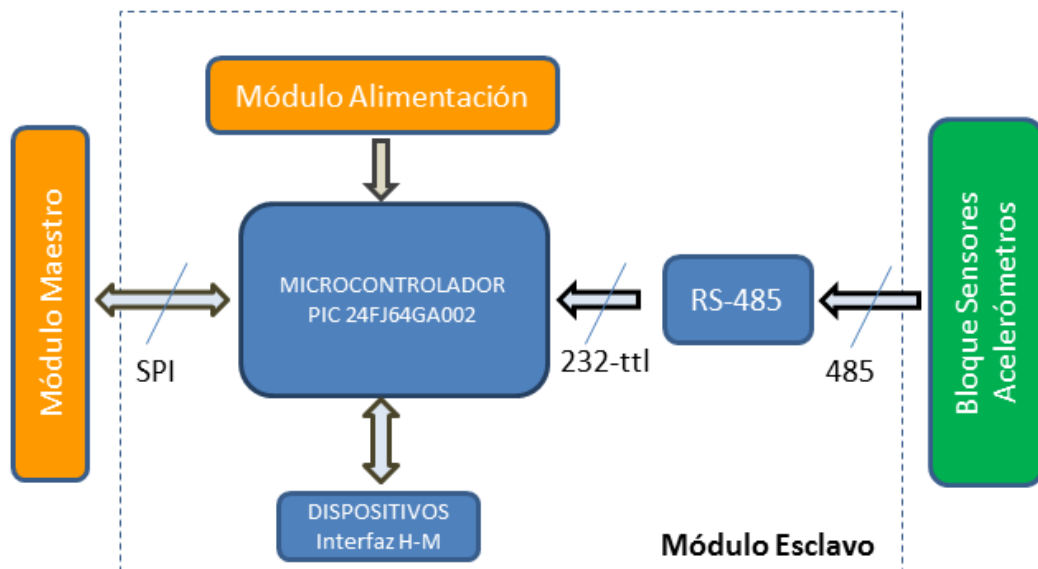 Módulo Alimentación
Módulo Maestro
MICROCONTROLADOR
PIC 24FJ64GA002
RS-485
Bloque Sensores
Acelerómetros
SPI
232-ttl
485
DISPOSITIVOS
Interfaz H-M
Módulo Esclavo